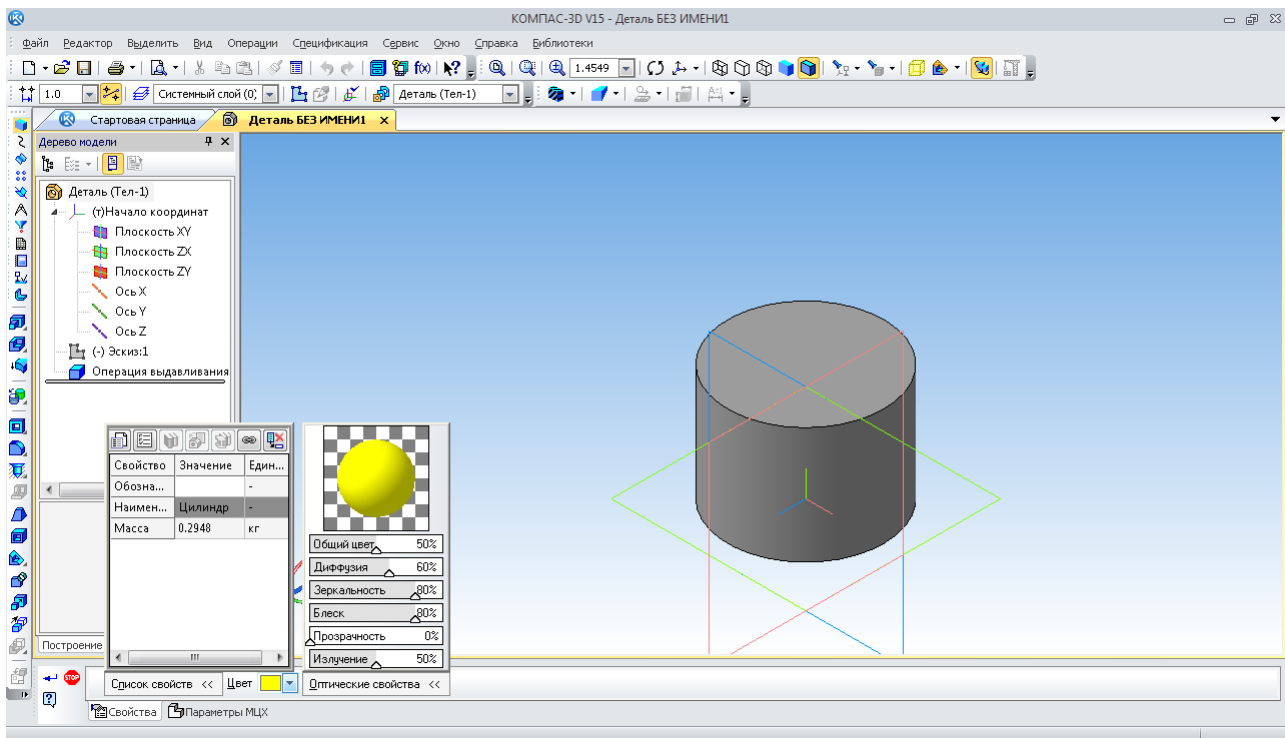 КОМПАС-3D V15 - Деталь БЕЗ ИМЕНИ1
Файл Редактор Выделить Вид Операции Спецификация Сервис Окно Справка Библиотеки
f(x) 1.4549
1.0 Системный слой (0; Деталь (Тел-1)
Стартовая страница Деталь БЕЗ ИМЕНИ1
Дерево модели
Деталь (Тел-1)
(т)Начало координат
Плоскость XY
Плоскость ZX
Плоскость ZY
Ось X
Ось Y
Ось Z
(-) Эскиз:1
Операция выдавливания
Свойство Значение Един...
Обозна... -
Наимен... Цилиндр -
Масса 0.2948 кг
Общий цвет 50%
Диффузия 60%
Зеркальность 80%
Блеск 80%
Прозрачность 0%
Излучение 50%
Построение
STOP
Список свойств << Цвет Оптические свойства <<
Свойства Параметры МЦХ